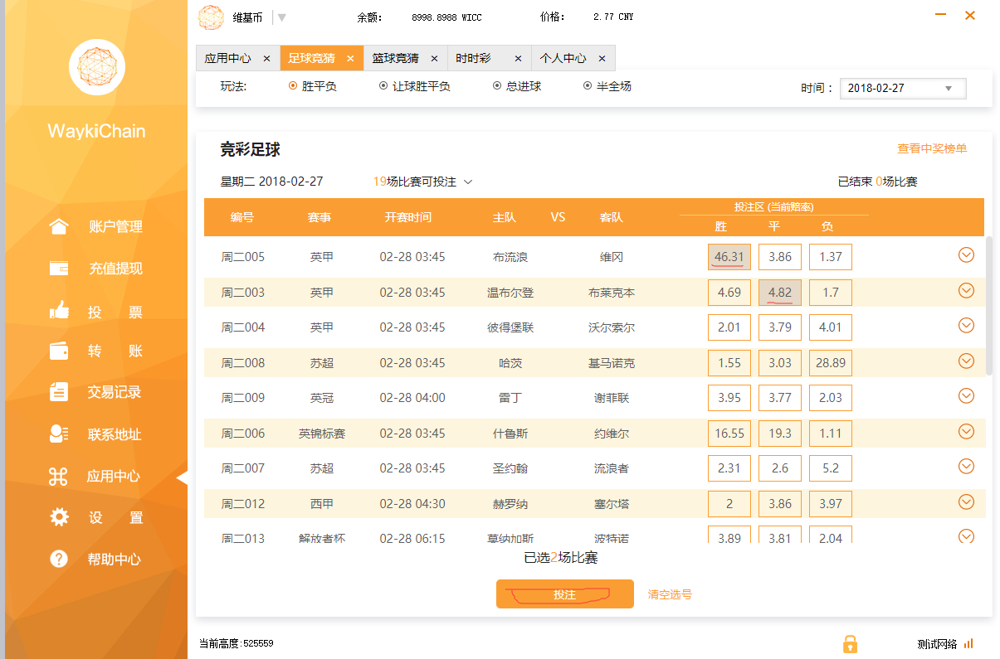 维基币 余额: 8998.8988 WICC 价格: 2.77 CNY
WaykiChain
账户管理
充值提现
投 票
转 账
交易记录
联系地址
应用中心
设 置
帮助中心
应用中心 × 足球竞猜 × 篮球竞猜 × 时时彩 × 个人中心 ×
玩法: 胜平负 让球胜平负 总进球 半全场 时间： 2018-02-27
竞彩足球 查看中奖榜单
星期二 2018-02-27 19场比赛可投注 已结束 0场比赛
投注区 (当前赔率)
编号 赛事 开赛时间 主队 VS 客队
胜 平 负
周二005 英甲 02-28 03:45 布流浪 维冈 46.31 3.86 1.37
周二003 英甲 02-28 03:45 温布尔登 布莱克本 4.69 4.82 1.7
周二004 英甲 02-28 03:45 彼得堡联 沃尔索尔 2.01 3.79 4.01
周二008 苏超 02-28 03:45 哈茨 基马诺克 1.55 3.03 28.89
周二009 英冠 02-28 04:00 雷丁 谢菲联 3.95 3.77 2.03
周二006 英锦标赛 02-28 03:45 什鲁斯 约维尔 16.55 19.3 1.11
周二007 苏超 02-28 03:45 圣约翰 流浪者 2.31 2.6 5.2
周二012 西甲 02-28 04:30 赫罗纳 塞尔塔 2 3.86 3.97
周二013 解放者杯 02-28 06:15 草纳加斯 波特诺 3.89 3.81 2.04
已选2场比赛
投注 清空选号
当前高度:525559 测试网络